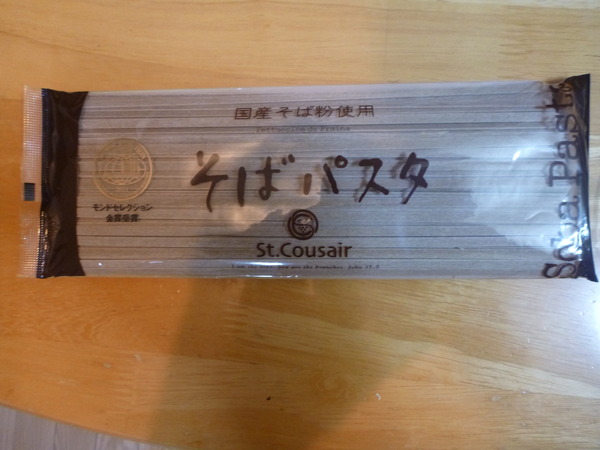 国産そば粉使用
そばパスタ
モンドセレクション
金賞受賞
St.Cousair
Soba Pasta